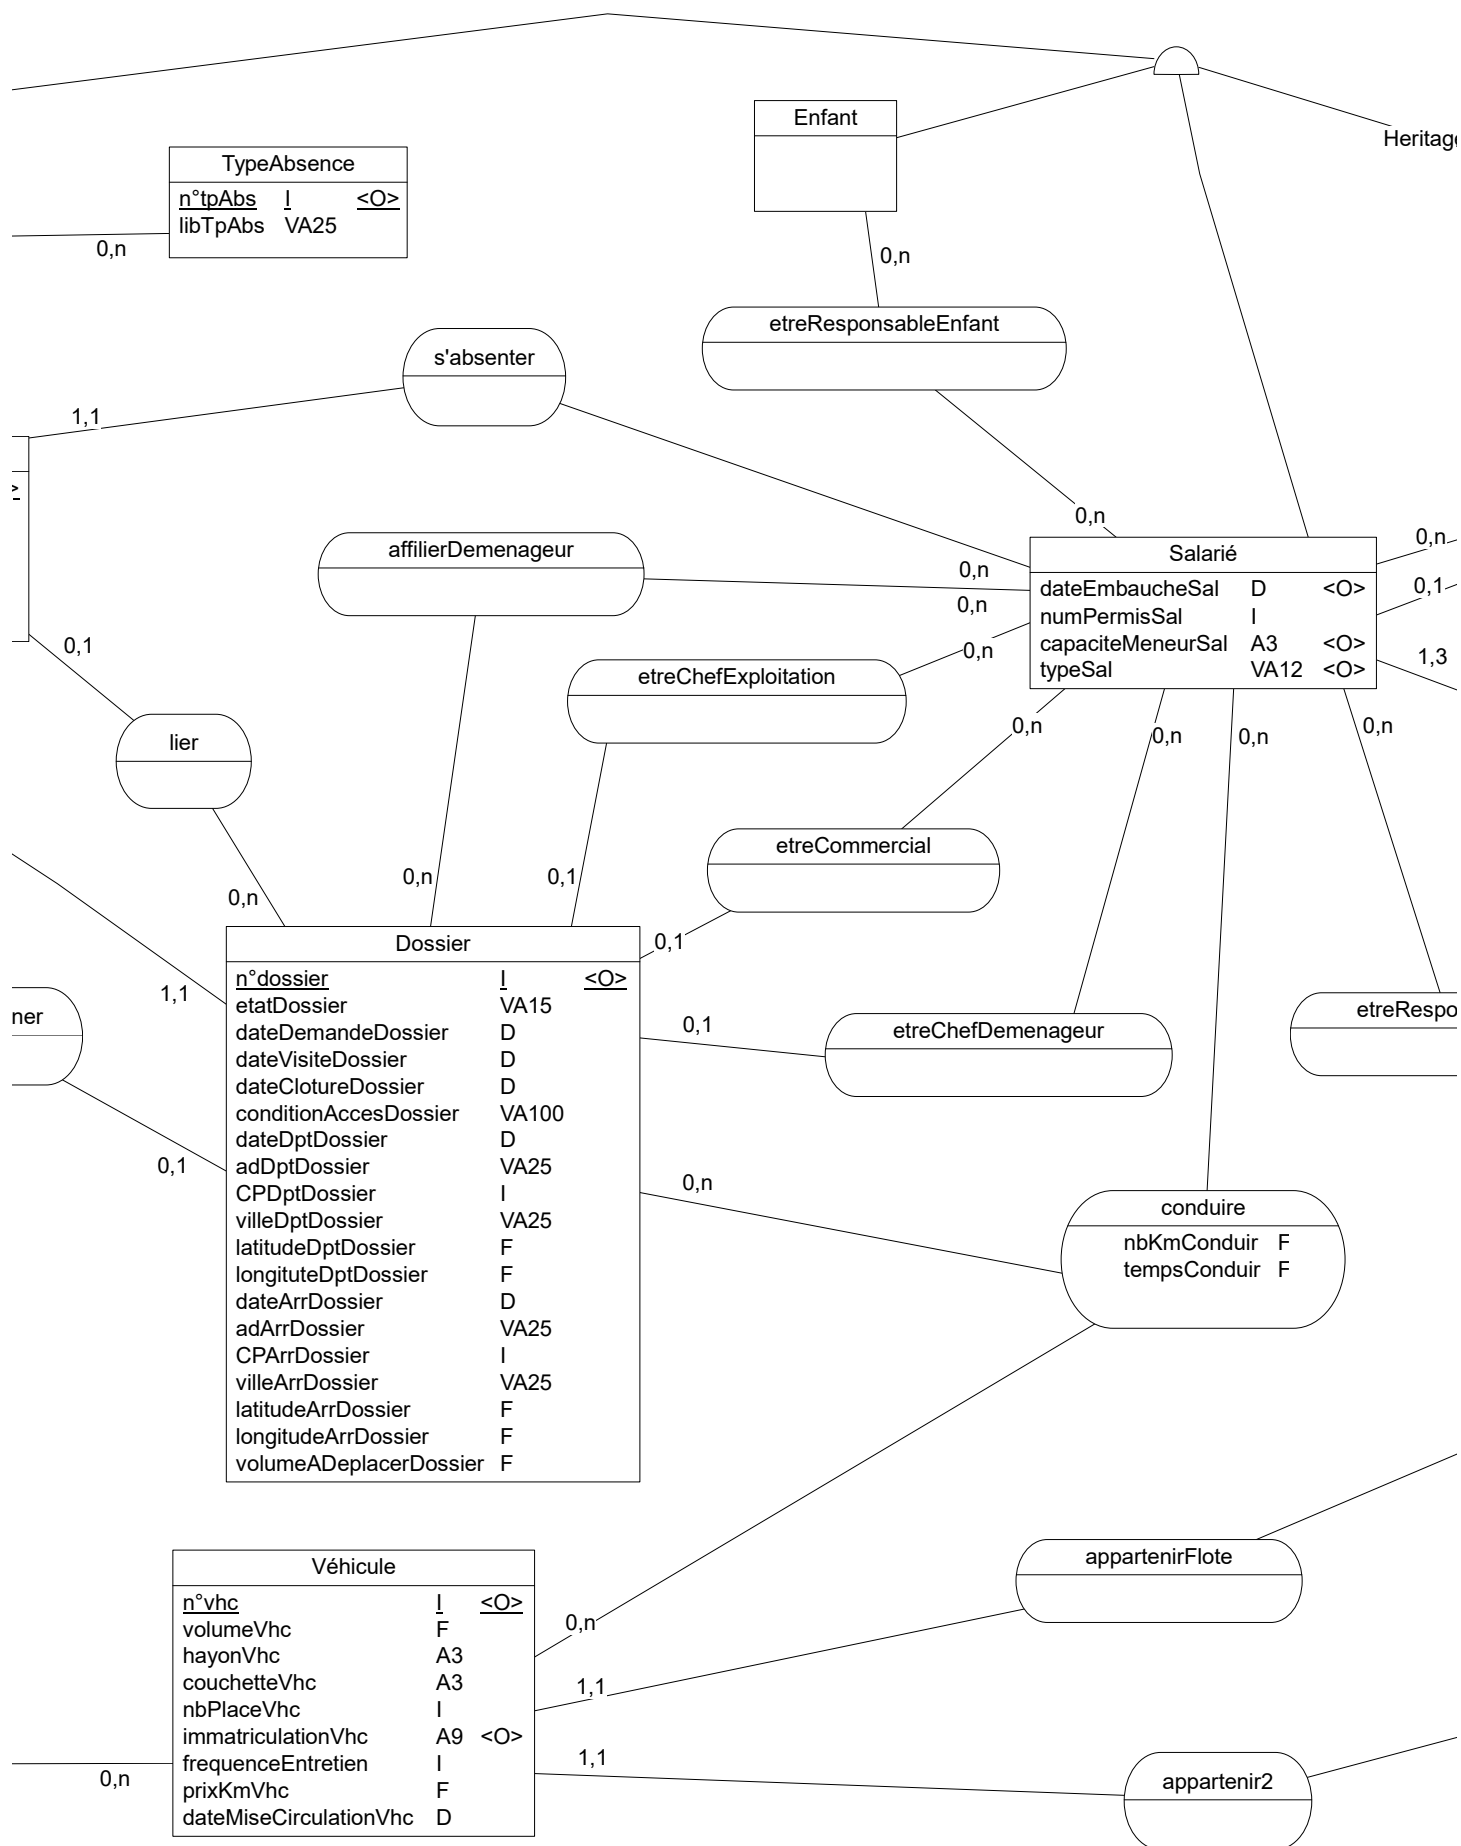 Enfant
Heritag
TypeAbsence
n°tpAbs I <O>
libTpAbs VA25
0,n
0,n
etreResponsableEnfant
s'absenter
1,1
0,n
0,n
Salarié
dateEmbaucheSal D <O>
numPermisSal I
capaciteMeneurSal A3 <O>
typeSal VA12 <O>
0,1
1,3
affilierDemenageur
0,n
0,n
0,n
0,1
etreChefExploitation
lier
0,n
0,n
0,n
0,n
etreCommercial
0,n
0,1
0,n
0,1
Dossier
n°dossier I <O>
etatDossier VA15
dateDemandeDossier D
dateVisiteDossier D
dateClotureDossier D
conditionAccesDossier VA100
dateDptDossier D
adDptDossier VA25
CPDptDossier I
villeDptDossier VA25
latitudeDptDossier F
longituteDptDossier F
dateArrDossier D
adArrDossier VA25
CPArrDossier I
villeArrDossier VA25
latitudeArrDossier F
longitudeArrDossier F
volumeADeplacerDossier F
1,1
ner
0,1
0,1
etreChefDemenageur
etreRespo
0,n
conduire
nbKmConduir F
tempsConduir F
appartenirFlote
Véhicule
n°vhc I <O>
volumeVhc F
hayonVhc A3
couchetteVhc A3
nbPlaceVhc I
immatriculationVhc A9 <O>
frequenceEntretien I
prixKmVhc F
dateMiseCirculationVhc D
0,n
1,1
1,1
0,n
appartenir2